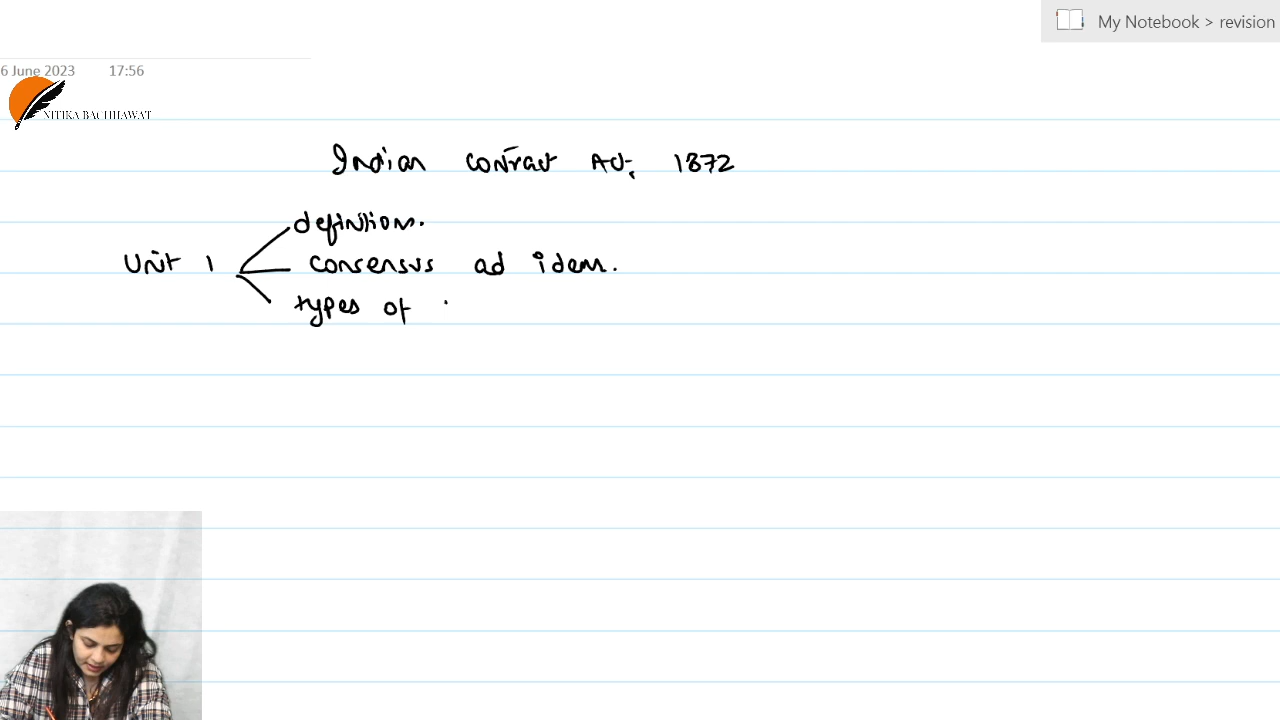 My Notebook > revision
6 June 2023 17:56
NITIKA BACHHAWAT
Indian contract Act, 1872
Unit 1
definition.
consensus ad idem.
types of